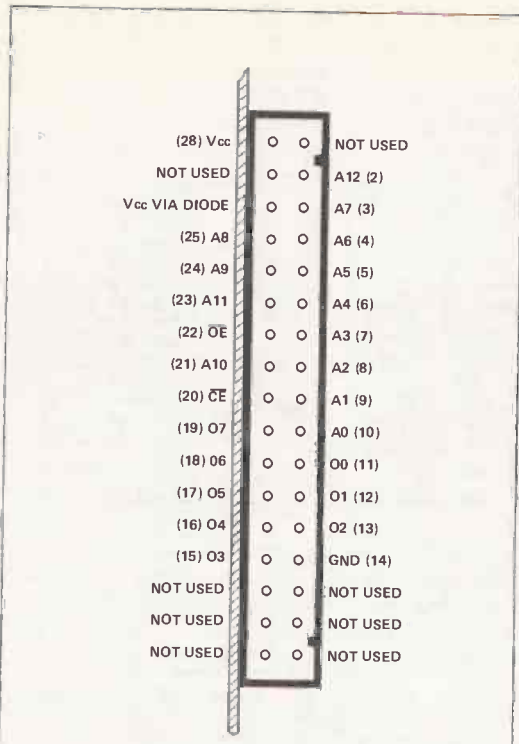 (28) Vcc NOT USED
NOT USED A12 (2)
Vcc VIA DIODE A7 (3)
(25) A8 A6 (4)
(24) A9 A5 (5)
(23) A11 A4 (6)
(22) O̅E̅ A3 (7)
(21) A10 A2 (8)
(20) C̅E̅ A1 (9)
(19) O7 A0 (10)
(18) 06 O0 (11)
(17) O5 O1 (12)
(16) O4 O2 (13)
(15) O3 GND (14)
NOT USED NOT USED
NOT USED NOT USED
NOT USED NOT USED